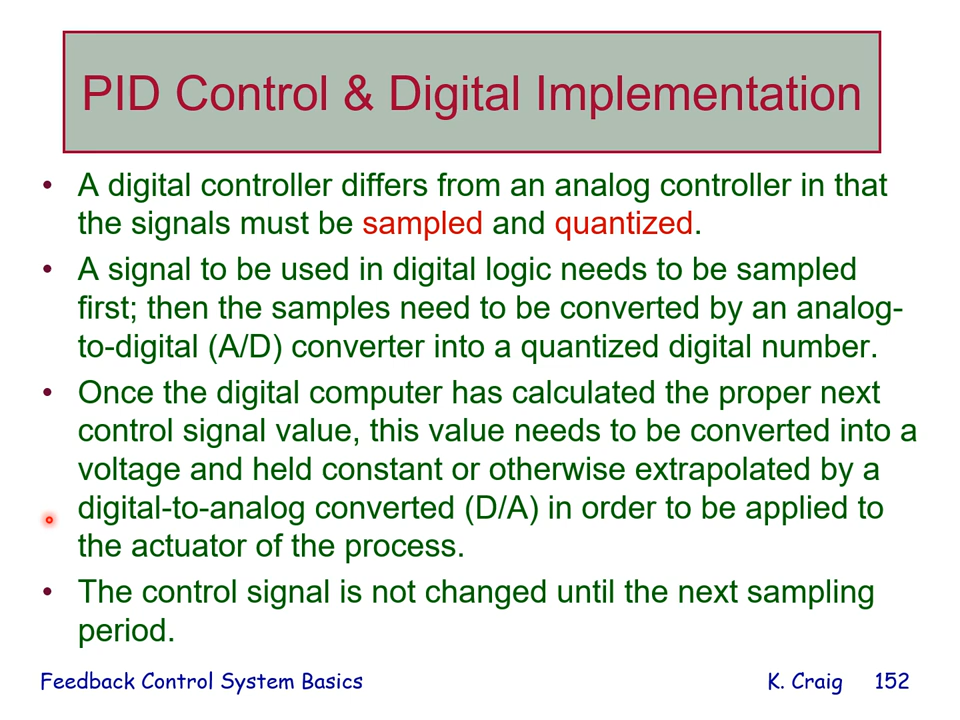 PID Control & Digital Implementation
• A digital controller differs from an analog controller in that
the signals must be sampled and quantized.
• A signal to be used in digital logic needs to be sampled
first; then the samples need to be converted by an analog-
to-digital (A/D) converter into a quantized digital number.
• Once the digital computer has calculated the proper next
control signal value, this value needs to be converted into a
voltage and held constant or otherwise extrapolated by a
digital-to-analog converted (D/A) in order to be applied to
the actuator of the process.
• The control signal is not changed until the next sampling
period.
Feedback Control System Basics K. Craig 152